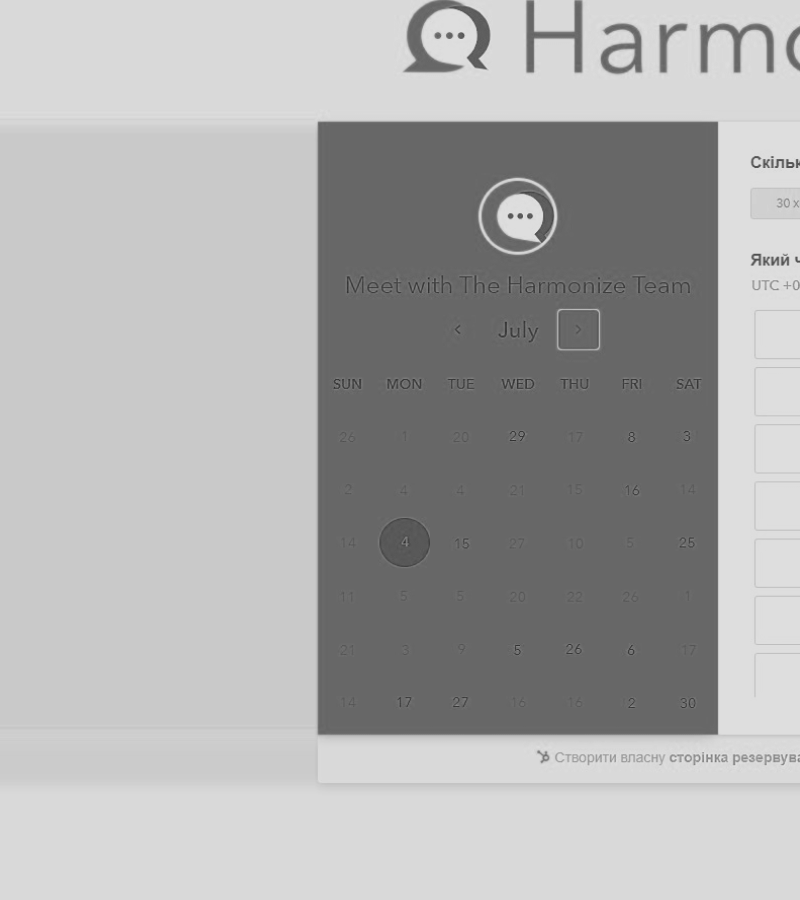 Harmo
Meet with The Harmonize Team
July
SUN MON TUE WED THU FRI SAT
26 1 20 29 17 8 3
2 4 4 21 15 16 14
14 4 15 27 10 5 25
11 5 5 20 22 26 1
21 3 9 5 26 6 17
14 17 27 16 16 2 30
Скільк
30 х
Який ч
UTC +0
Створити власну сторінка резервува